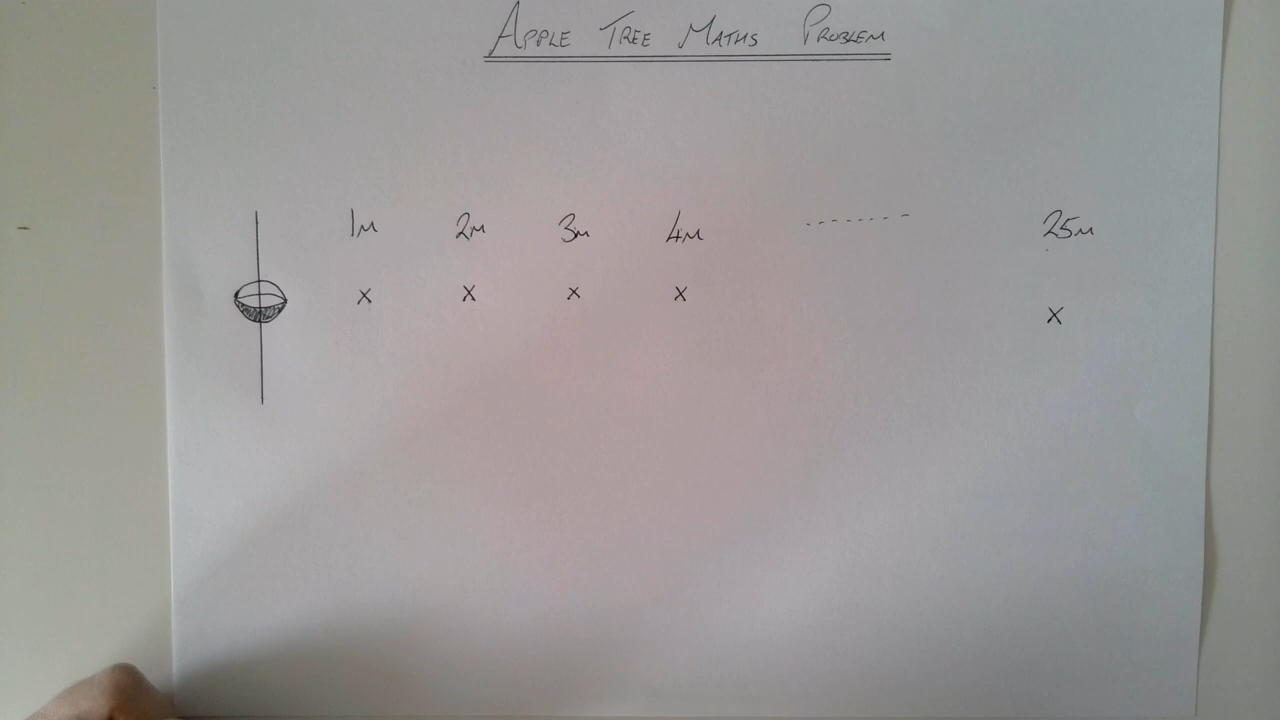 APPLE TREE MATHS PROBLEM
1M 2M 3M 4M ------- 25M
X X X X X